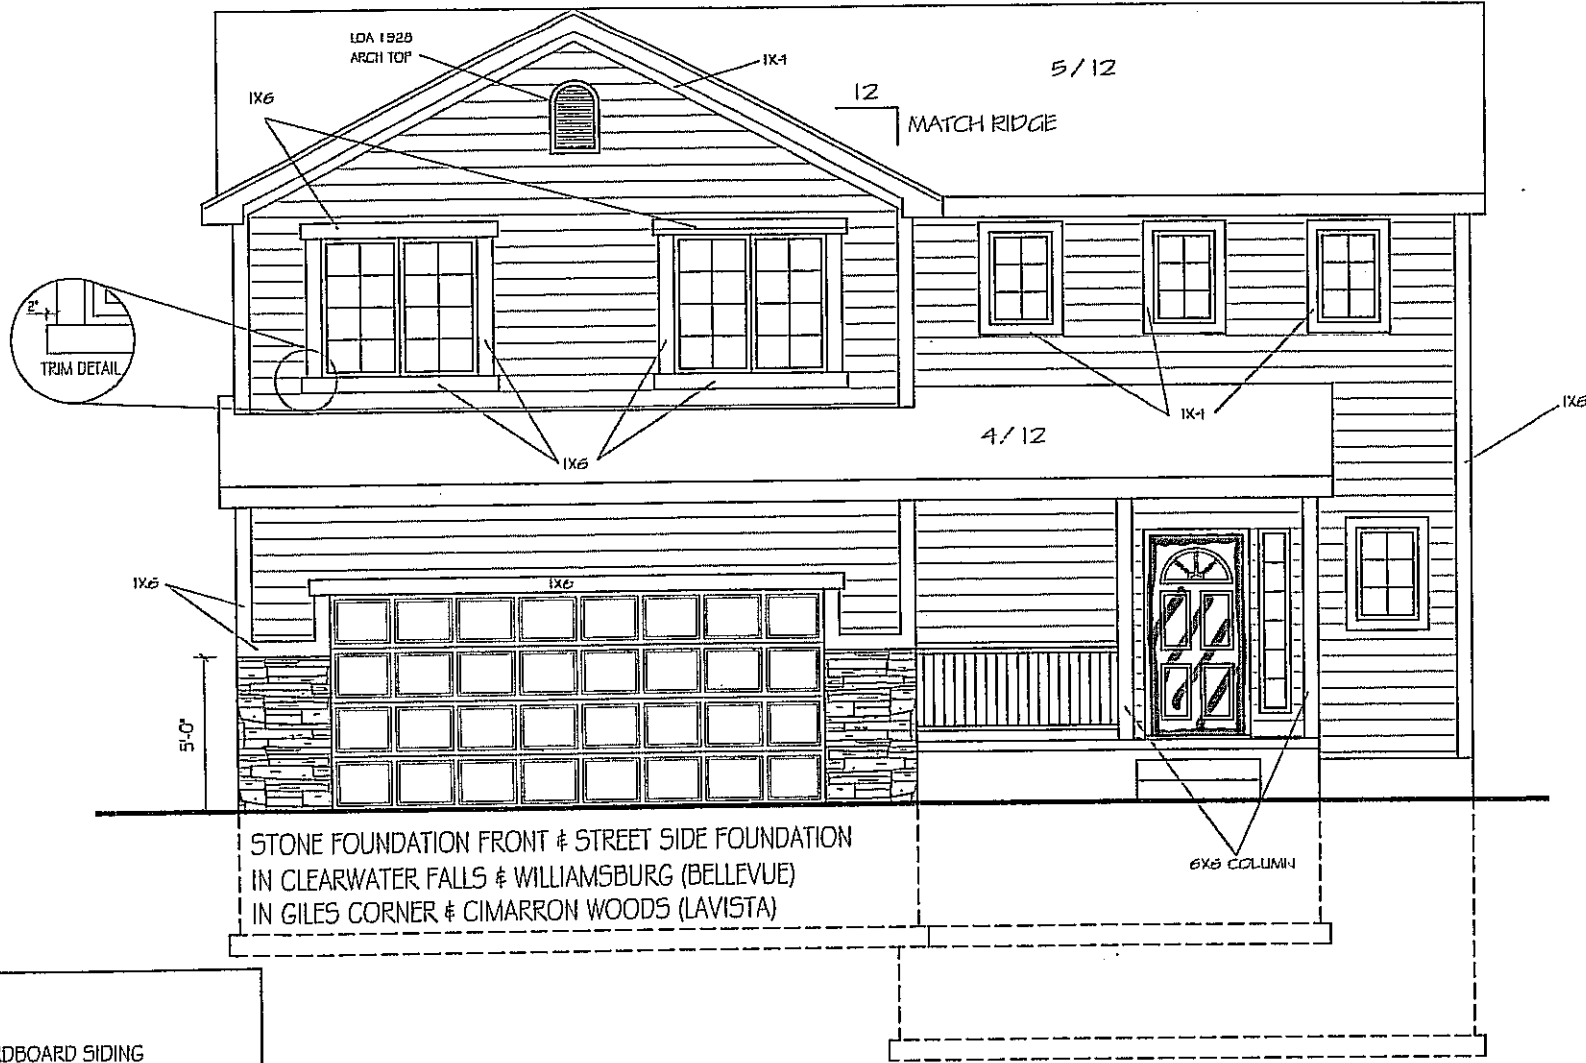 LDA 1928
ARCH TOP
1X4
5/12
12
MATCH RIDGE
1X6
2"
TRIM DETAIL
1X4
1X6
4/12
1X6
1X6
1X6
5'-0"
6X6 COLUMN
STONE FOUNDATION FRONT & STREET SIDE FOUNDATION
IN CLEARWATER FALLS & WILLIAMSBURG (BELLEVUE)
IN GILES CORNER & CIMARRON WOODS (LAVISTA)
DBOARD SIDING